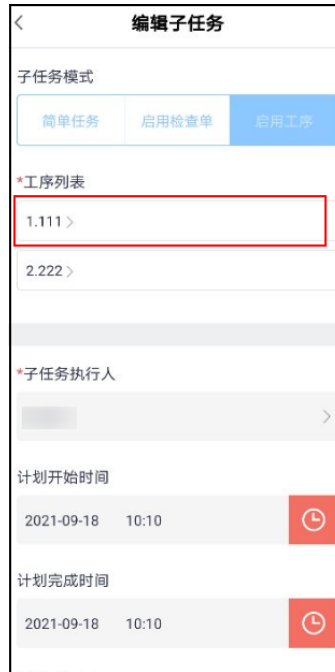 编辑子任务
子任务模式
简单任务 启用检查单 启用工序
*工序列表
1.111
2.222
*子任务执行人
计划开始时间
2021-09-18 10:10
计划完成时间
2021-09-18 10:10